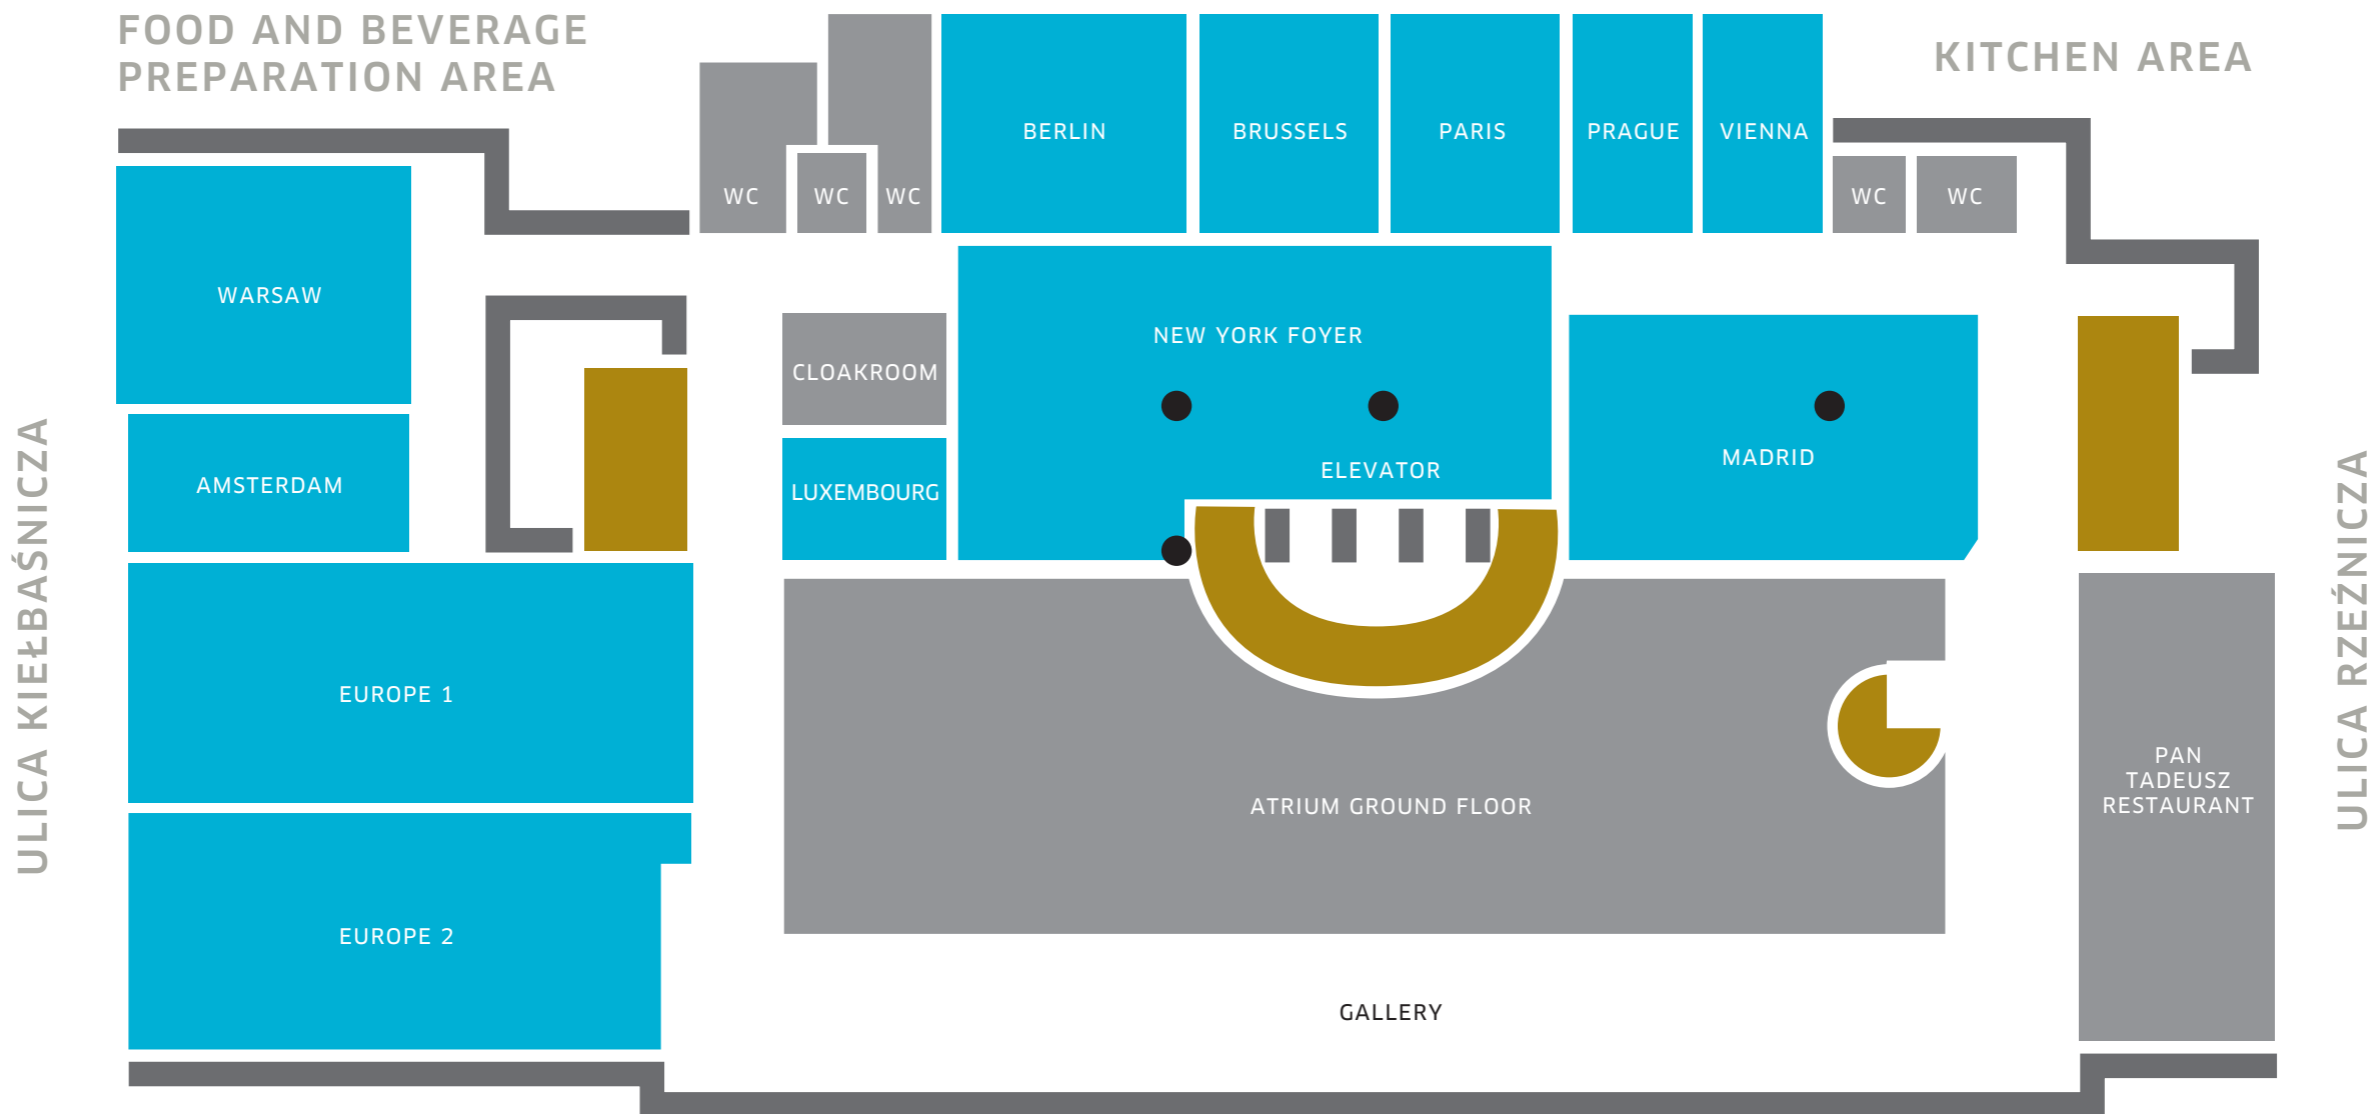 FOOD AND BEVERAGE
PREPARATION AREA
KITCHEN AREA
BERLIN
BRUSSELS
PARIS
PRAGUE
VIENNA
WC
WC
WC
WC
WC
WARSAW
NEW YORK FOYER
CLOAKROOM
MADRID
ELEVATOR
AMSTERDAM
LUXEMBOURG
ULICA KIEŁBAŚNICZA
ULICA RZEŹNICZA
EUROPE 1
PAN
TADEUSZ
RESTAURANT
ATRIUM GROUND FLOOR
EUROPE 2
GALLERY